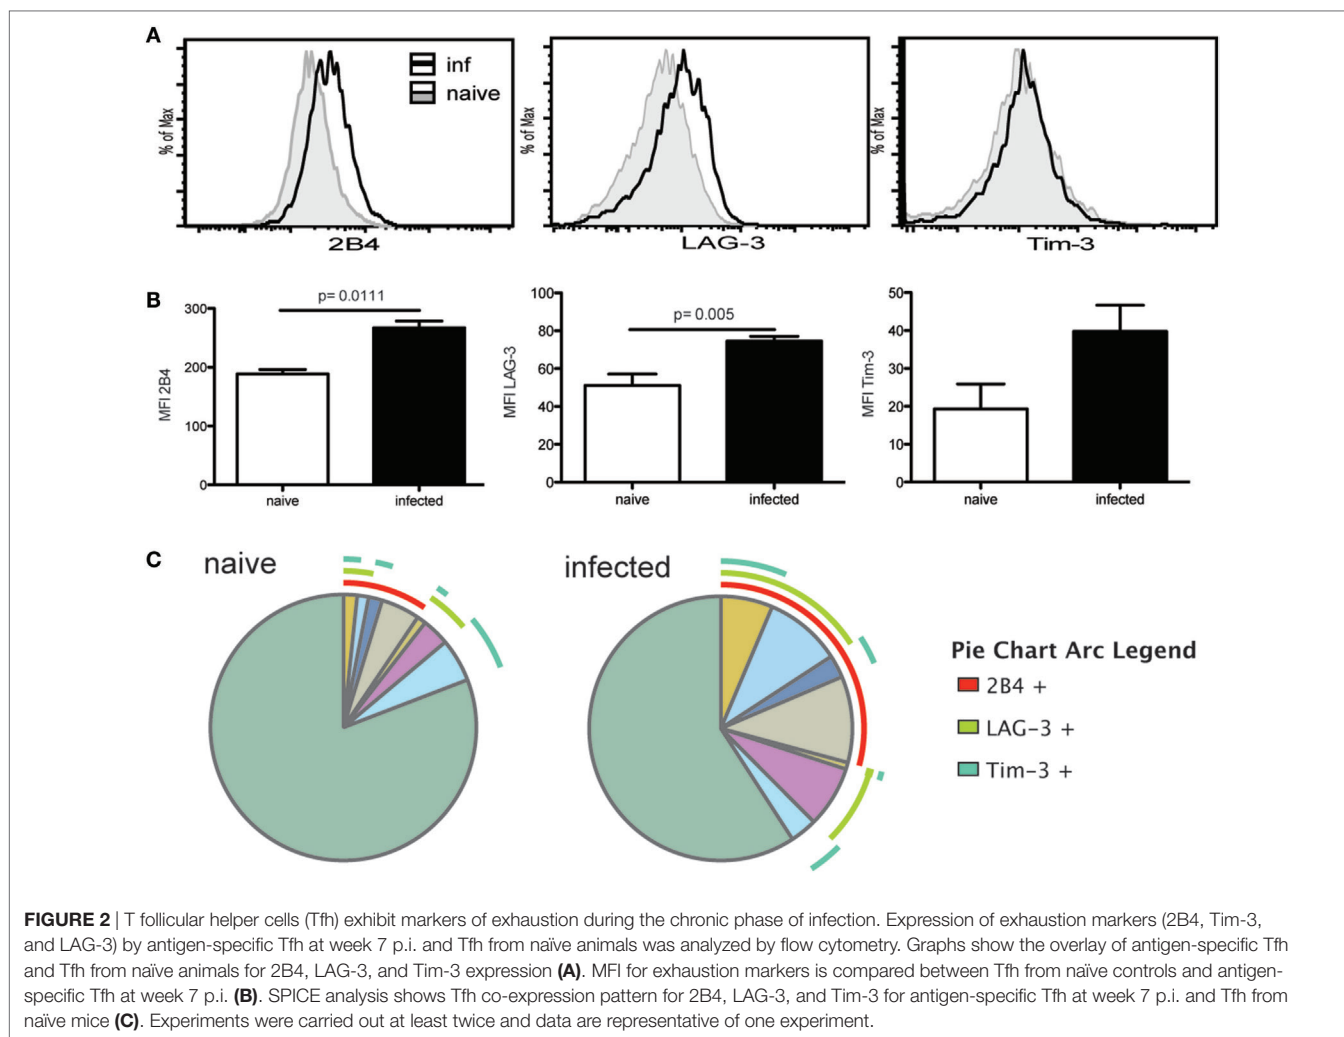 A
inf
naive
% of Max
% of Max
% of Max
2B4
LAG-3
Tim-3
B
p= 0.0111
300
200
100
0
MFI 2B4
naive
infected
p= 0.005
100
80
60
40
20
0
MFI LAG-3
naive
infected
50
40
30
20
10
0
MFI Tim-3
naive
infected
C
naive
infected
Pie Chart Arc Legend
2B4 +
LAG-3 +
Tim-3 +
FIGURE 2 | T follicular helper cells (Tfh) exhibit markers of exhaustion during the chronic phase of infection. Expression of exhaustion markers (2B4, Tim-3,
and LAG-3) by antigen-specific Tfh at week 7 p.i. and Tfh from naïve animals was analyzed by flow cytometry. Graphs show the overlay of antigen-specific Tfh
and Tfh from naïve animals for 2B4, LAG-3, and Tim-3 expression (A). MFI for exhaustion markers is compared between Tfh from naïve controls and antigen-
specific Tfh at week 7 p.i. (B). SPICE analysis shows Tfh co-expression pattern for 2B4, LAG-3, and Tim-3 for antigen-specific Tfh at week 7 p.i. and Tfh from
naïve mice (C). Experiments were carried out at least twice and data are representative of one experiment.